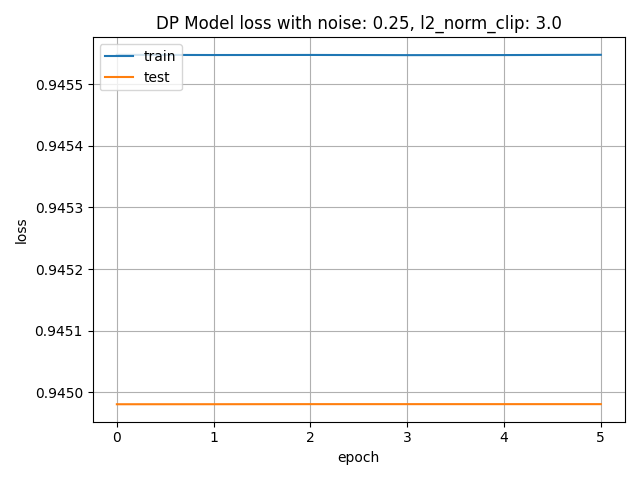 DP Model loss with noise: 0.25, l2_norm_clip: 3.0
train
test
0.9455
0.9454
0.9453
0.9452
0.9451
0.9450
loss
0 1 2 3 4 5
epoch